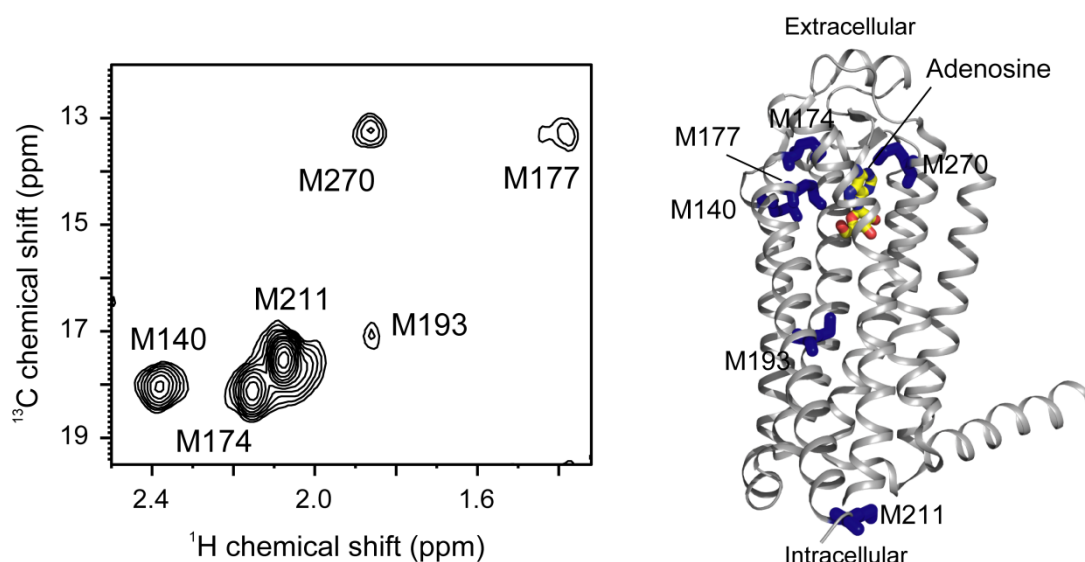 13
15
17
19
¹³C chemical shift (ppm)
2.4
2.0
1.6
¹H chemical shift (ppm)
M270
M177
M211
M140
M193
M174
Extracellular
Adenosine
M174
M177
M270
M140
M193
M211
Intracellular